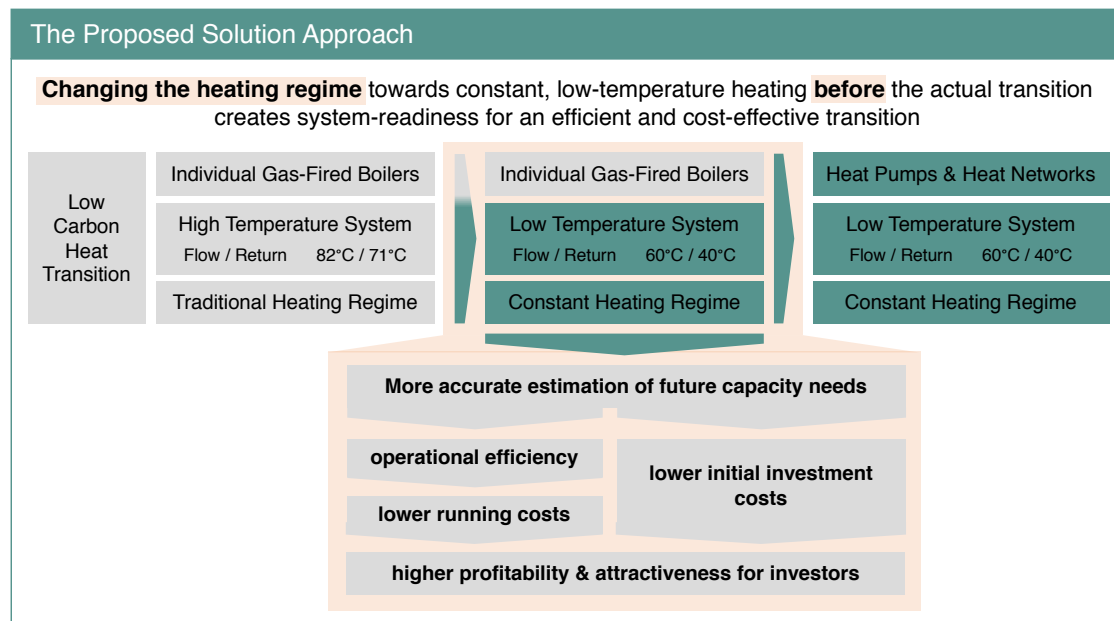 The Proposed Solution Approach
Changing the heating regime towards constant, low-temperature heating before the actual transition
creates system-readiness for an efficient and cost-effective transition
Low
Carbon
Heat
Transition
Individual Gas-Fired Boilers
High Temperature System
Flow / Return 82°C / 71°C
Traditional Heating Regime
Individual Gas-Fired Boilers
Low Temperature System
Flow / Return 60°C / 40°C
Constant Heating Regime
Heat Pumps & Heat Networks
Low Temperature System
Flow / Return 60°C / 40°C
Constant Heating Regime
More accurate estimation of future capacity needs
operational efficiency
lower running costs
lower initial investment
costs
higher profitability & attractiveness for investors